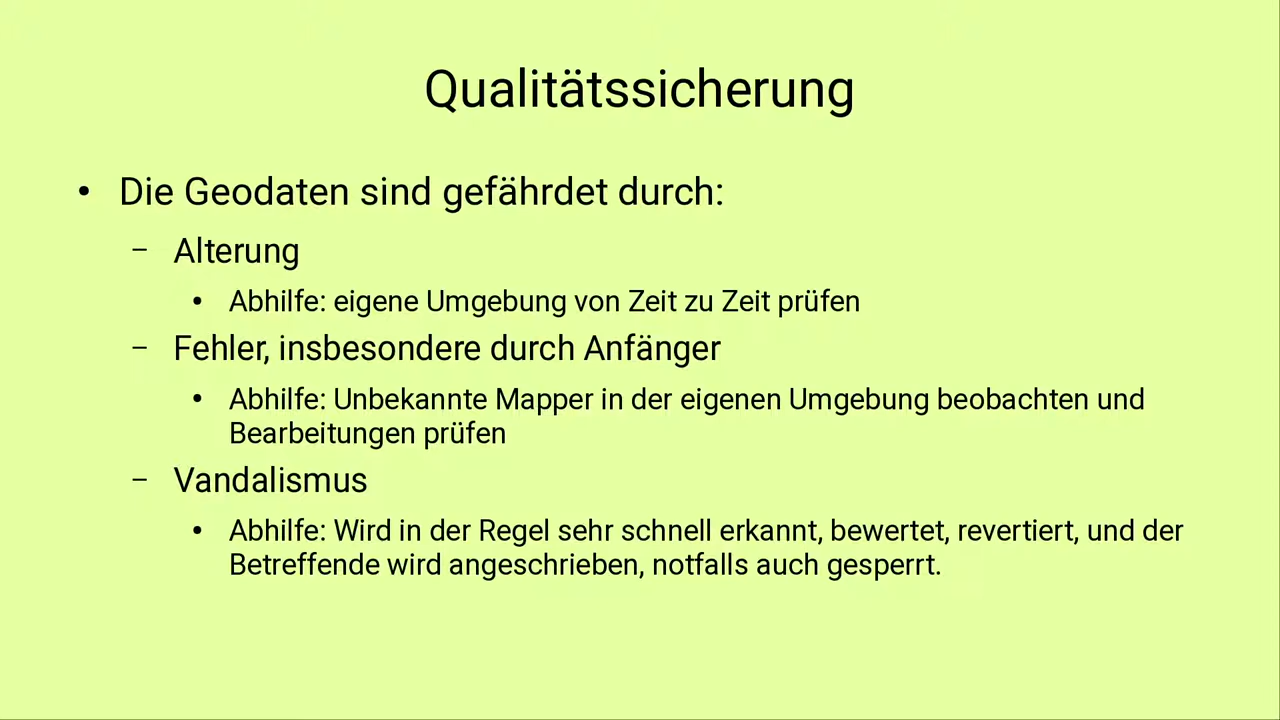 Qualitätssicherung
• Die Geodaten sind gefährdet durch:
– Alterung
• Abhilfe: eigene Umgebung von Zeit zu Zeit prüfen
– Fehler, insbesondere durch Anfänger
• Abhilfe: Unbekannte Mapper in der eigenen Umgebung beobachten und
Bearbeitungen prüfen
– Vandalismus
• Abhilfe: Wird in der Regel sehr schnell erkannt, bewertet, revertiert, und der
Betreffende wird angeschrieben, notfalls auch gesperrt.